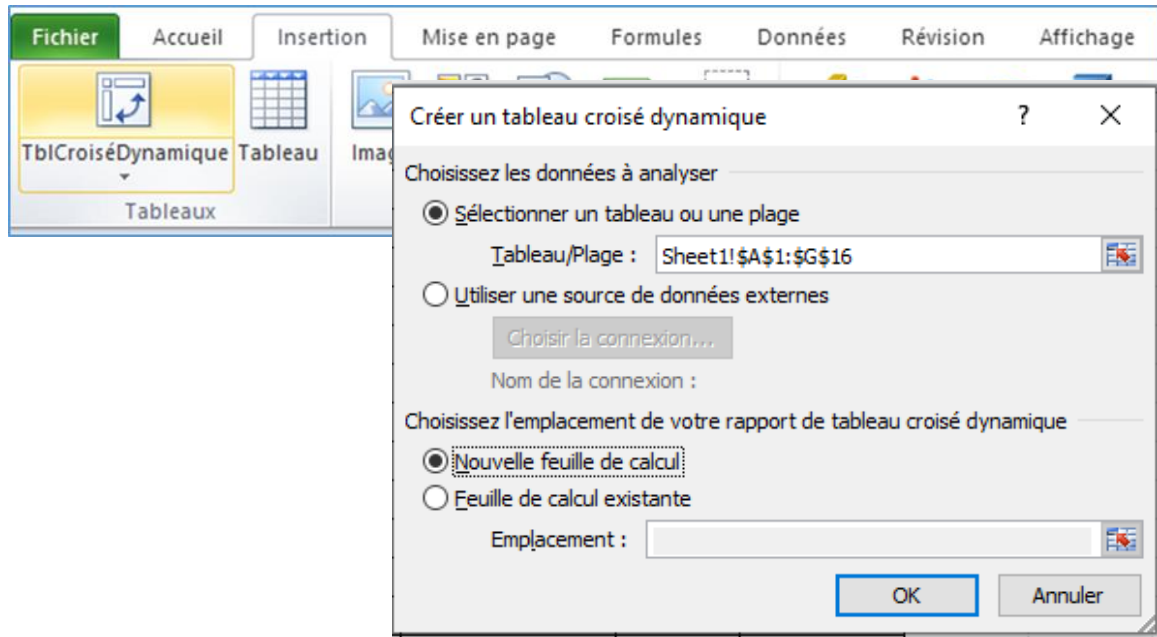 Fichier Accueil Insertion Mise en page Formules Données Révision Affichage
TblCroiséDynamique Tableau
Tableaux
Créer un tableau croisé dynamique ?
Choisissez les données à analyser
Sélectionner un tableau ou une plage
Tableau/Plage : Sheet1!$A$1:$G$16
Utiliser une source de données externes
Choisir la connexion...
Nom de la connexion :
Choisissez l'emplacement de votre rapport de tableau croisé dynamique
Nouvelle feuille de calcul
Feuille de calcul existante
Emplacement :
OK Annuler